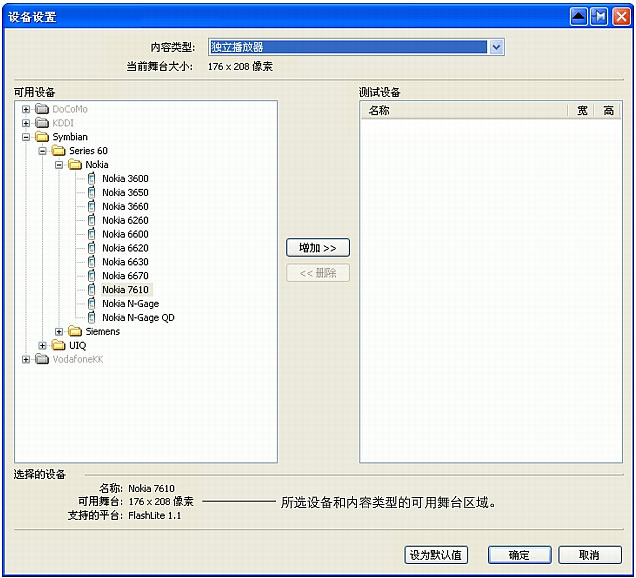 设备设置
内容类型: 独立播放器
当前舞台大小: 176 x 208 像素
可用设备
DoCoMo
KDDI
Symbian
Series 60
Nokia
Nokia 3600
Nokia 3650
Nokia 3660
Nokia 6260
Nokia 6600
Nokia 6620
Nokia 6630
Nokia 6670
Nokia 7610
Nokia N-Gage
Nokia N-Gage QD
Siemens
UIQ
VodafoneKK
增加 >>
<< 删除
测试设备
名称 宽 高
选择的设备
名称: Nokia 7610
可用舞台: 176 x 208 像素 所选设备和内容类型的可用舞台区域。
支持的平台: FlashLite 1.1
设为默认值 确定 取消